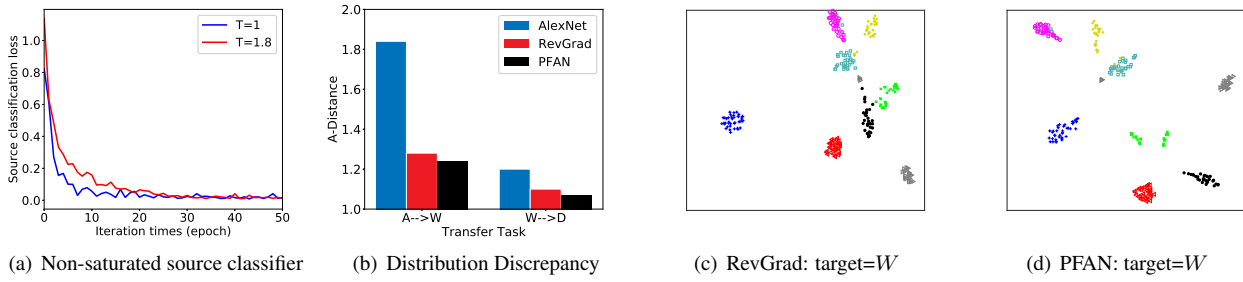 Source classification loss
1.0
0.8
0.6
0.4
0.2
0.0
0
10
20
30
40
50
Iteration times (epoch)
T=1
T=1.8
(a) Non-saturated source classifier
A-Distance
2.0
1.8
1.6
1.4
1.2
1.0
A-->W
W-->D
Transfer Task
AlexNet
RevGrad
PFAN
(b) Distribution Discrepancy
(c) RevGrad: target=W
(d) PFAN: target=W